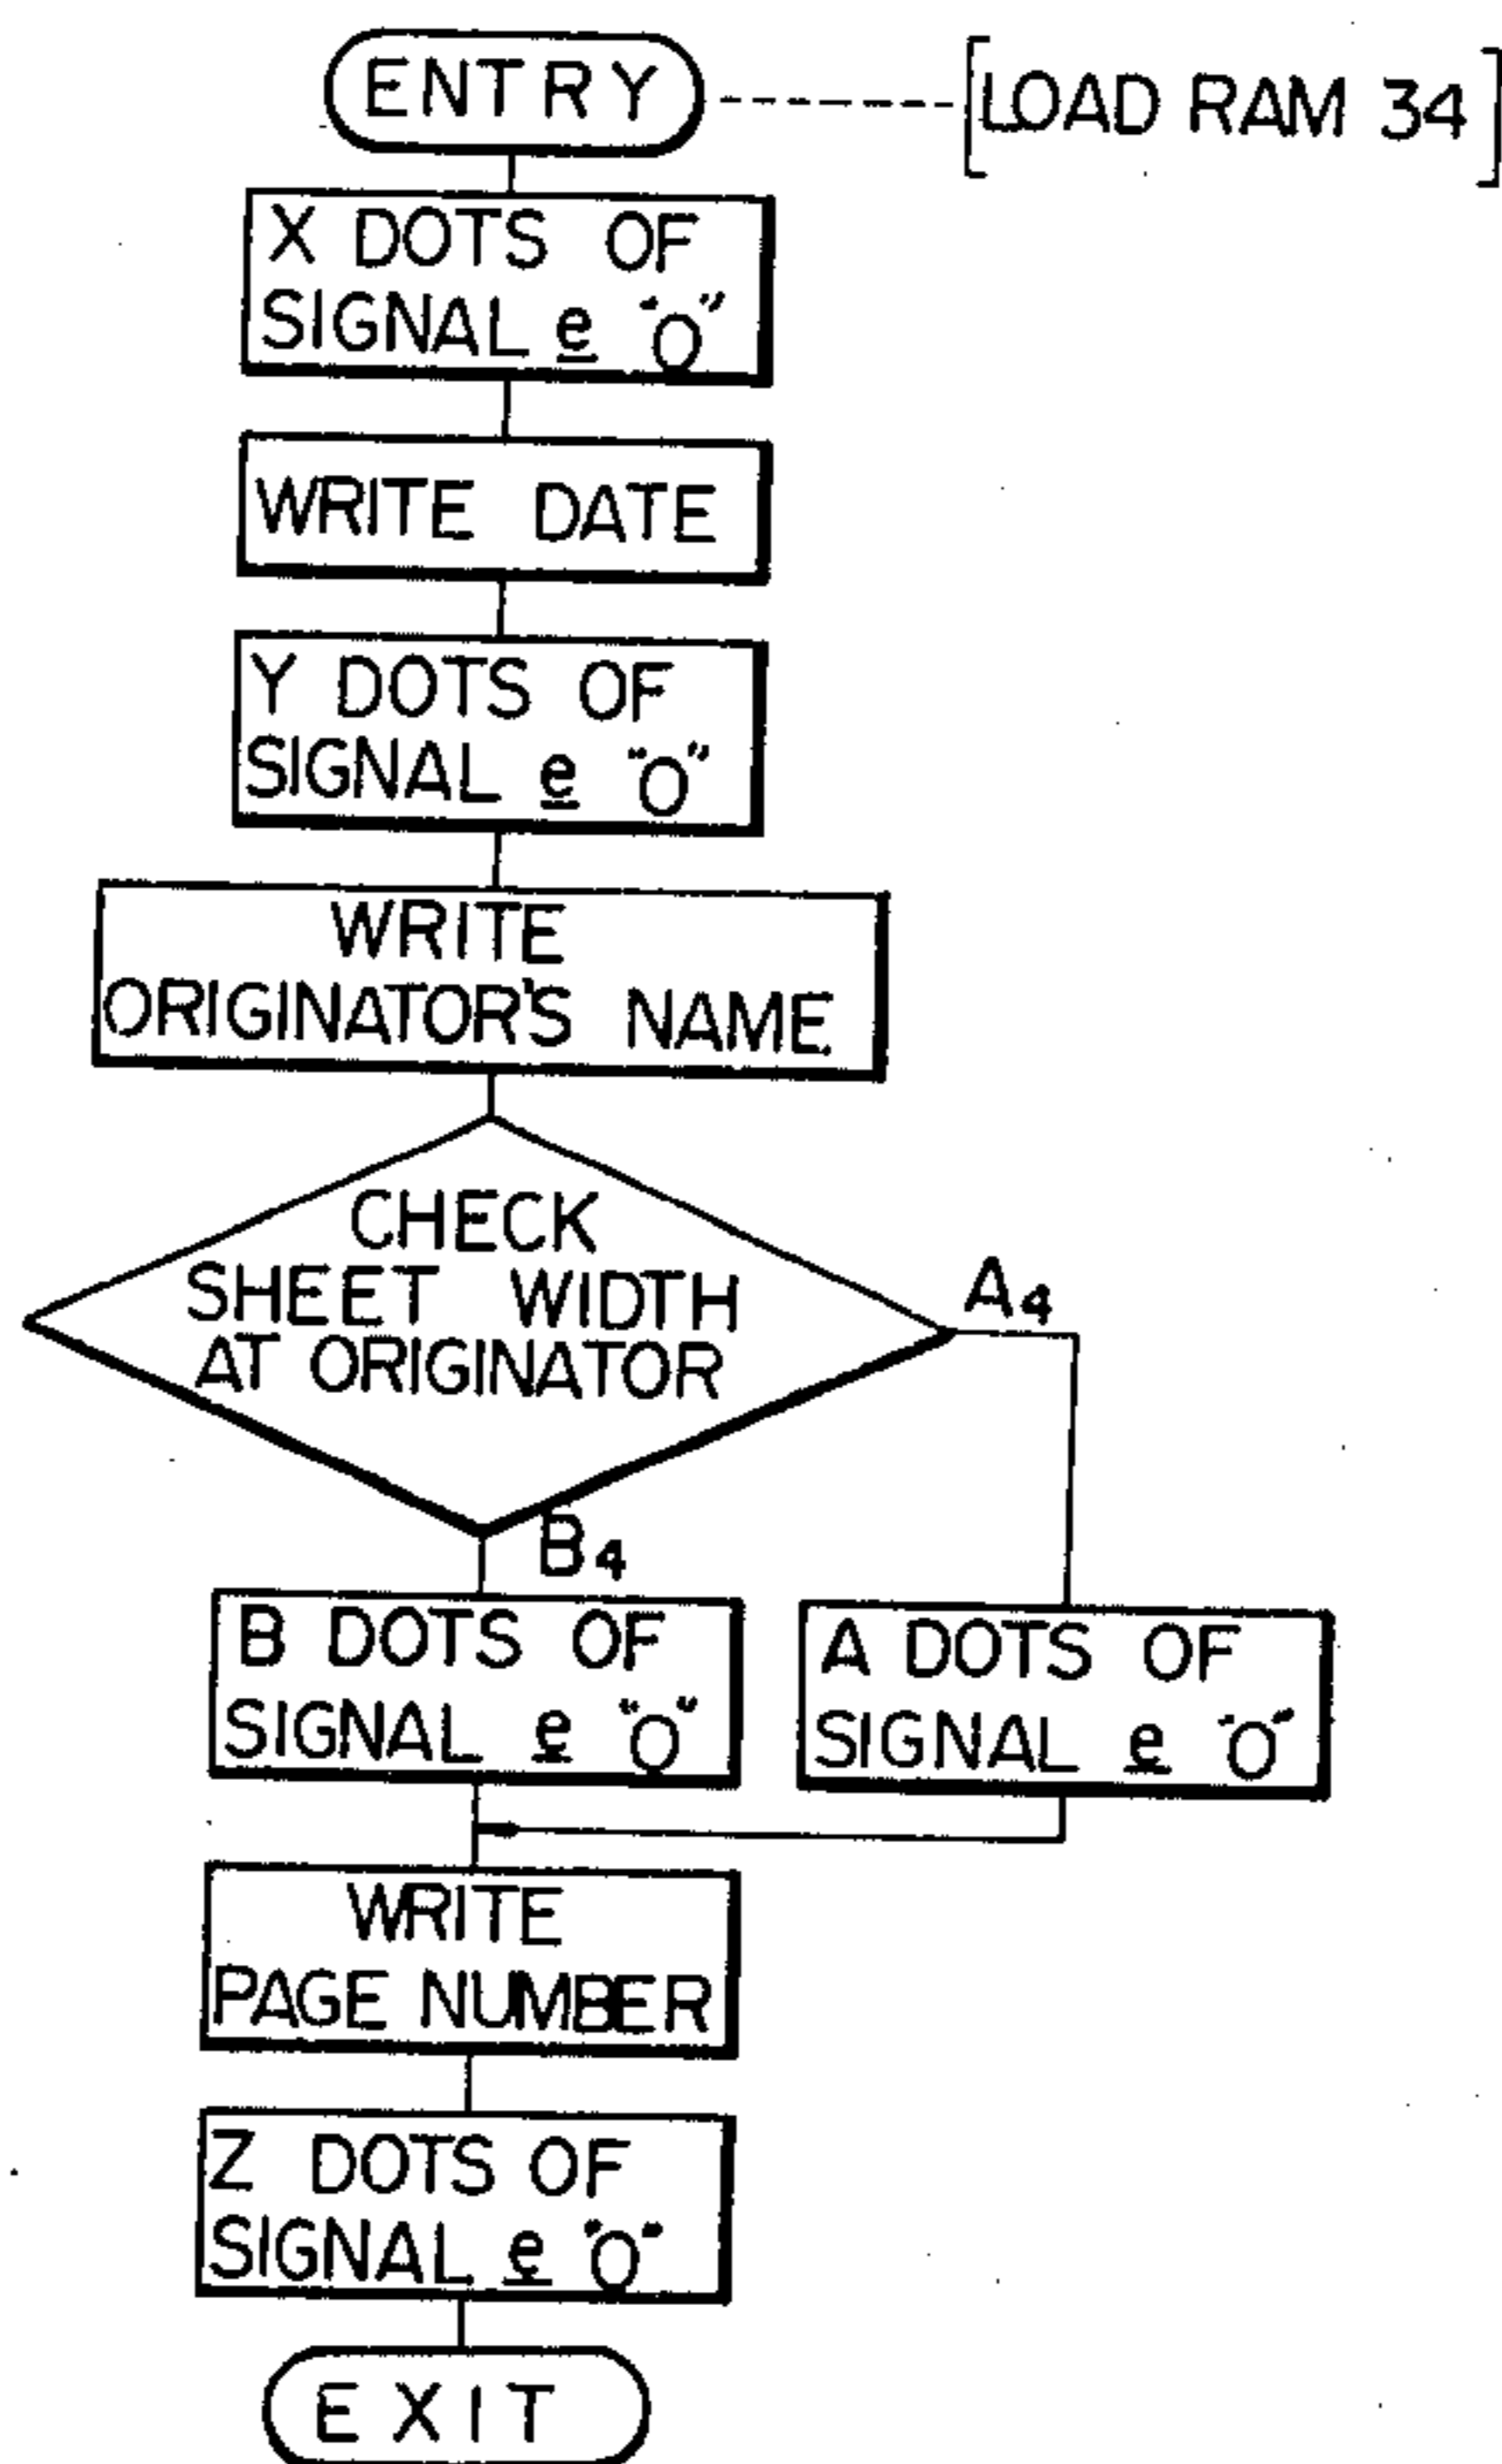 ENTRY
[LOAD RAM 34]
X DOTS OF
SIGNAL e "0"
WRITE DATE
Y DOTS OF
SIGNAL e "0"
WRITE
ORIGINATOR'S NAME
CHECK
SHEET WIDTH
AT ORIGINATOR
A4
B4
B DOTS OF
SIGNAL e "0"
A DOTS OF
SIGNAL e "0"
WRITE
PAGE NUMBER
Z DOTS OF
SIGNAL e "0"
EXIT